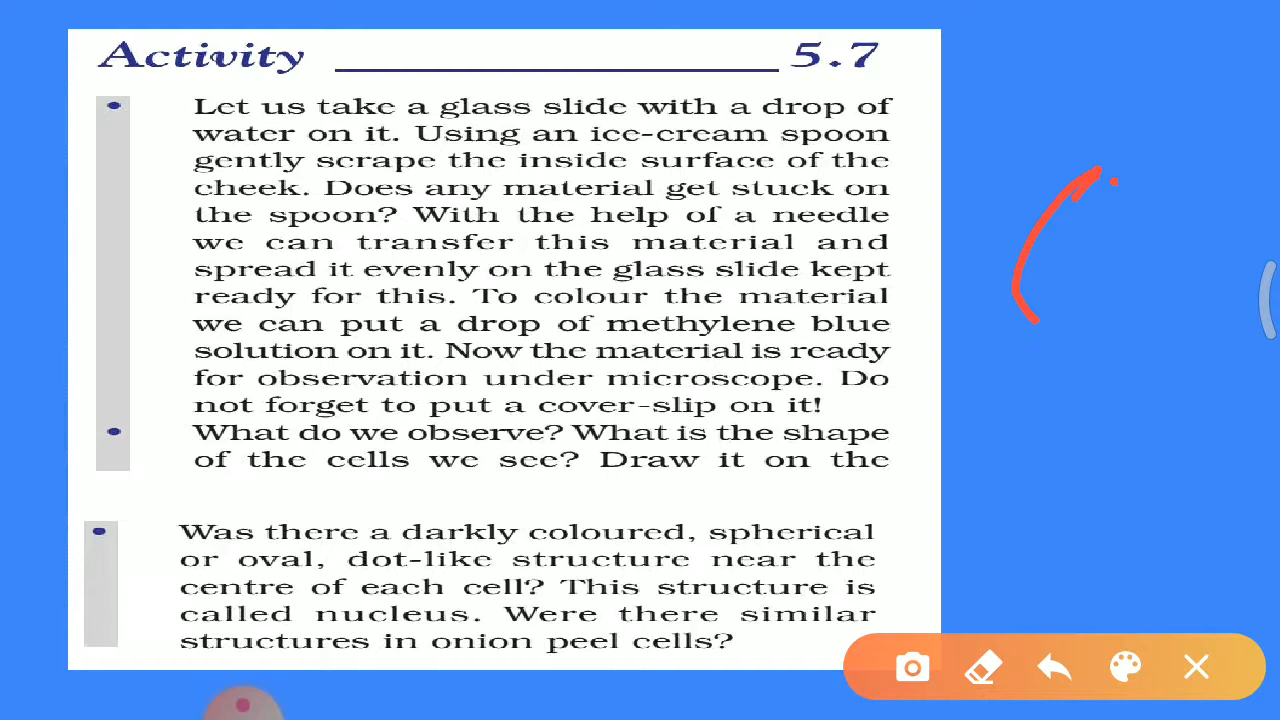 Activity ____________ 5.7
Let us take a glass slide with a drop of
water on it. Using an ice-cream spoon
gently scrape the inside surface of the
cheek. Does any material get stuck on
the spoon? With the help of a needle
we can transfer this material and
spread it evenly on the glass slide kept
ready for this. To colour the material
we can put a drop of methylene blue
solution on it. Now the material is ready
for observation under microscope. Do
not forget to put a cover-slip on it!
What do we observe? What is the shape
of the cells we see? Draw it on the
Was there a darkly coloured, spherical
or oval, dot-like structure near the
centre of each cell? This structure is
called nucleus. Were there similar
structures in onion peel cells?